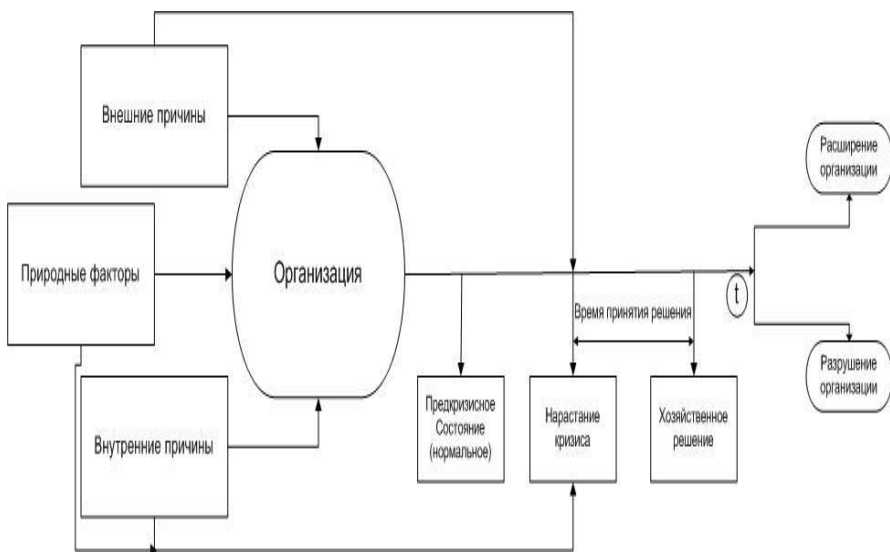 Внешние причины
Природные факторы
Внутренние причины
Организация
Время принятия решения
t
Предкризисное
Состояние
(нормальное)
Нарастание
кризиса
Хозяйственное
решение
Расширение
организации
Разрушение
организации